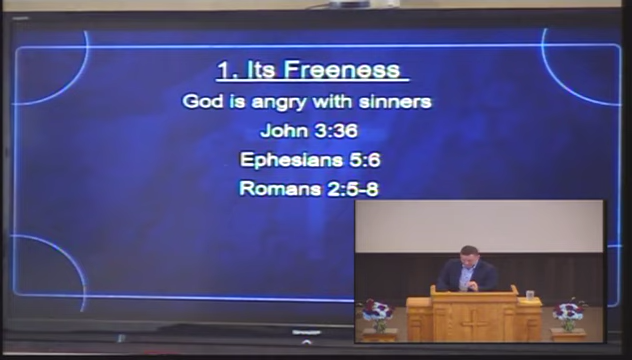 1. Its Freeness
God is angry with sinners
John 3:36
Ephesians 5:6
Romans 2:5-8